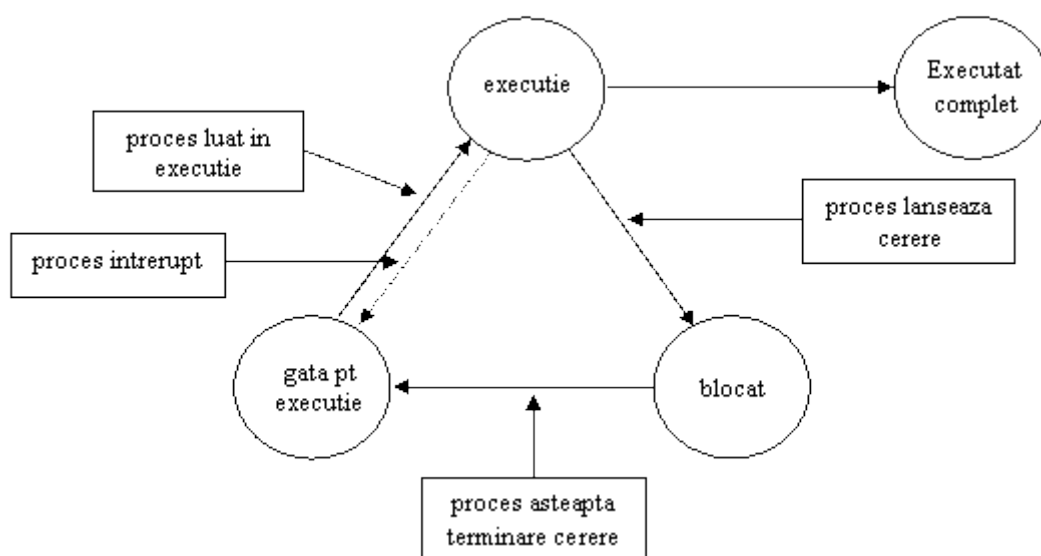 executie
Executat
complet
proces luat in
executie
proces lanseaza
cerere
proces intrerupt
gata pt
executie
blocat
proces asteapta
terminare cerere